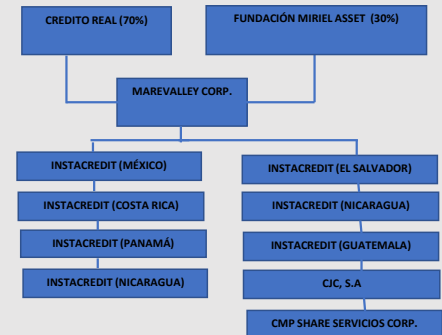 CREDITO REAL (70%)
FUNDACIÓN MIRIEL ASSET (30%)
MAREVALLEY CORP.
INSTACREDIT (MÉXICO)
INSTACREDIT (COSTA RICA)
INSTACREDIT (PANAMÁ)
INSTACREDIT (NICARAGUA)
INSTACREDIT (EL SALVADOR)
INSTACREDIT (NICARAGUA)
INSTACREDIT (GUATEMALA)
CJC, S.A
CMP SHARE SERVICIOS CORP.